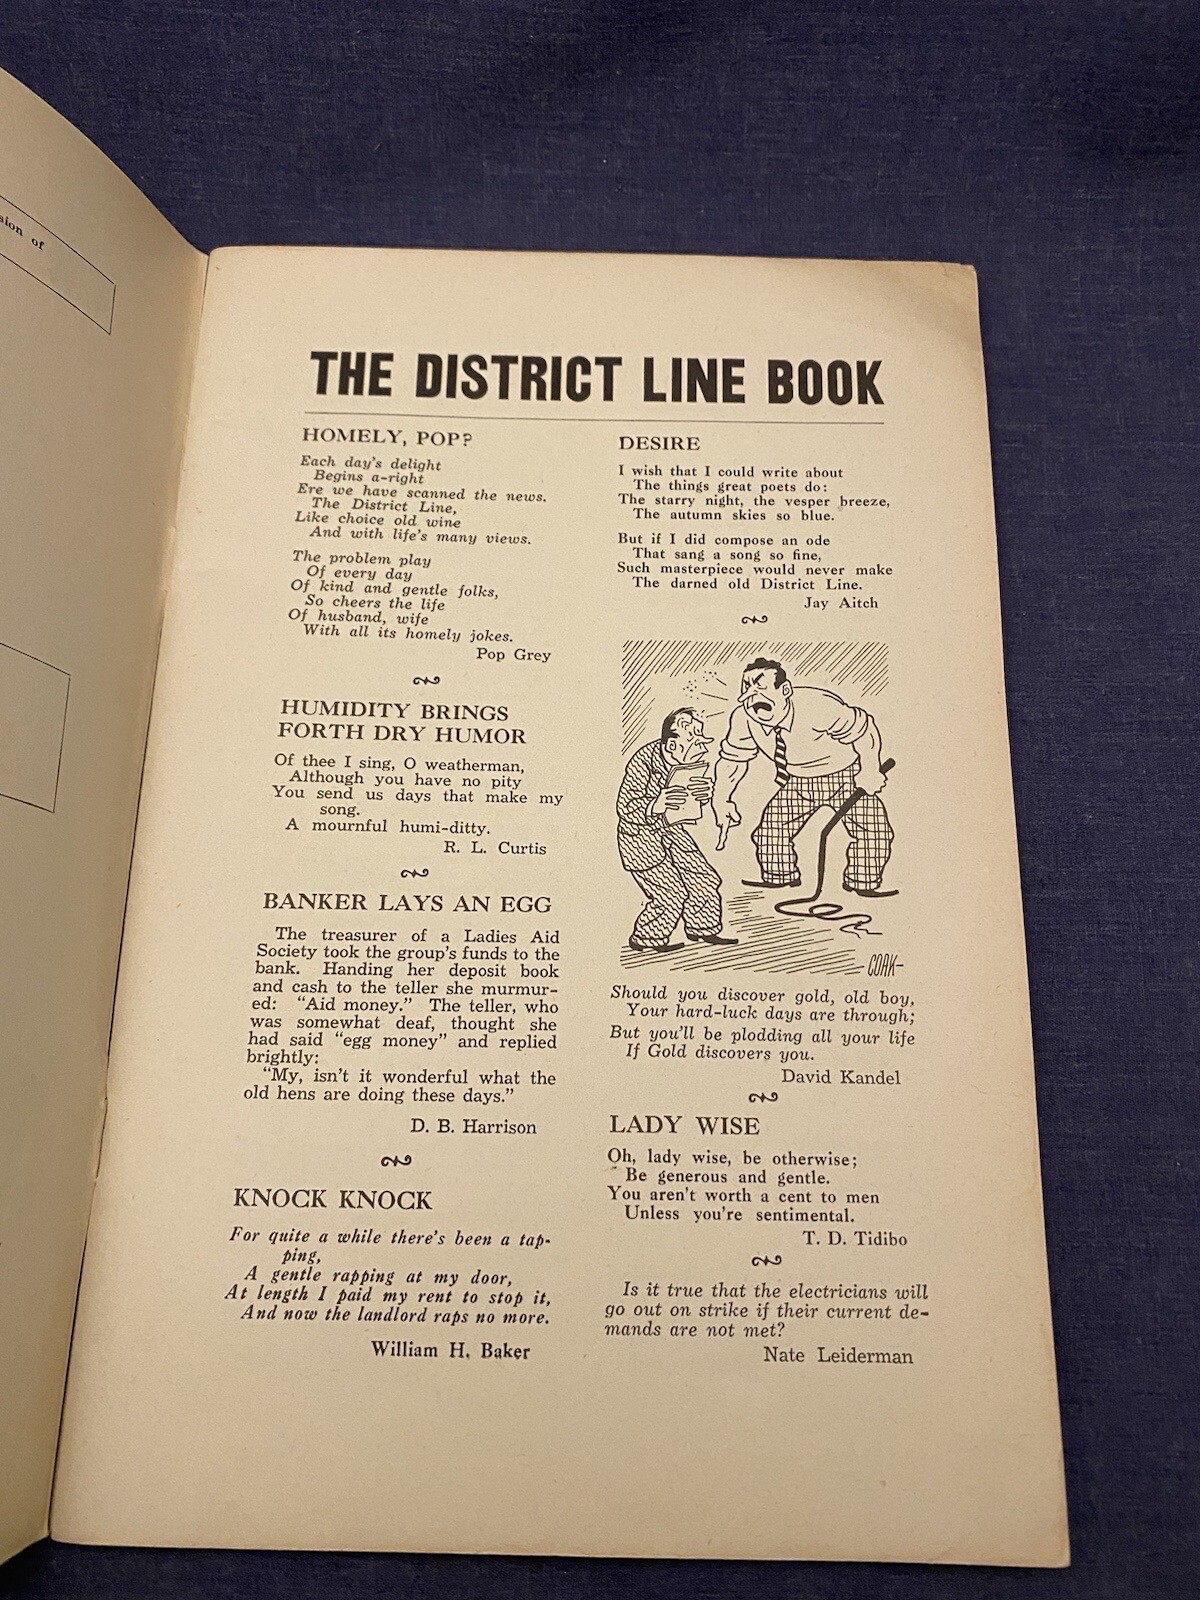 sion of
THE DISTRICT LINE BOOK
HOMELY, POP?
Each day's delight
Begins a-right
Ere we have scanned the news.
The District Line,
Like choice old wine
And with life's many views.
The problem play
Of every day
Of kind and gentle folks,
So cheers the life
Of husband, wife
With all its homely jokes.
Pop Grey
HUMIDITY BRINGS
FORTH DRY HUMOR
Of thee I sing, O weatherman,
Although you have no pity
You send us days that make my
song.
A mournful humi-ditty.
R. L. Curtis
BANKER LAYS AN EGG
The treasurer of a Ladies Aid
Society took the group's funds to the
bank. Handing her deposit book
and cash to the teller she murmur-
ed: "Aid money." The teller, who
was somewhat deaf, thought she
had said "egg money" and replied
brightly:
"My, isn't it wonderful what the
old hens are doing these days."
D. B. Harrison
KNOCK KNOCK
For quite a while there's been a tap-
ping,
A gentle rapping at my door,
At length I paid my rent to stop it,
And now the landlord raps no more.
William H. Baker
DESIRE
I wish that I could write about
The things great poets do:
The starry night, the vesper breeze,
The autumn skies so blue.
But if I did compose an ode
That sang a song so fine,
Such masterpiece would never make
The darned old District Line.
Jay Aitch
CORK-
Should you discover gold, old boy,
Your hard-luck days are through;
But you'll be plodding all your life
If Gold discovers you.
David Kandel
LADY WISE
Oh, lady wise, be otherwise;
Be generous and gentle.
You aren't worth a cent to men
Unless you're sentimental.
T. D. Tidibo
Is it true that the electricians will
go out on strike if their current de-
mands are not met?
Nate Leiderman